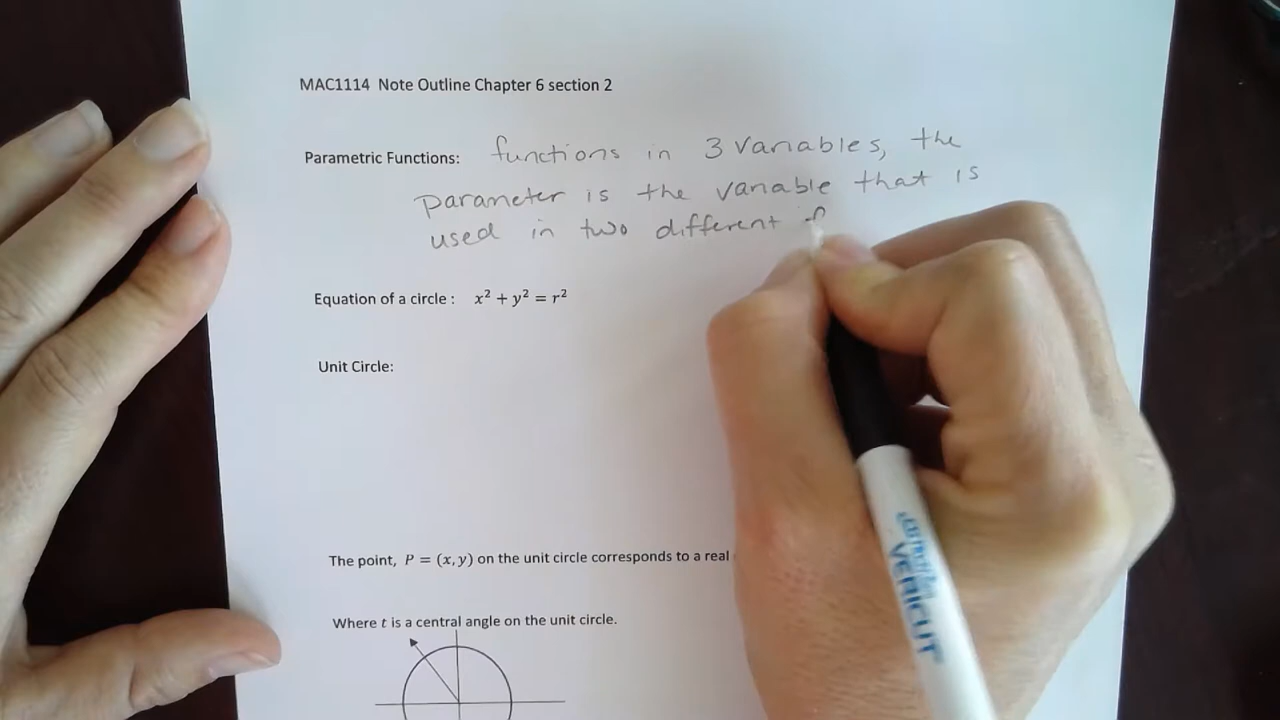 MAC1114 Note Outline Chapter 6 section 2
Parametric Functions: functions in 3 variables, the
parameter is the variable that is
used in two different
Equation of a circle : x² + y² = r²
Unit Circle:
The point, P = (x, y) on the unit circle corresponds to a real
Where t is a central angle on the unit circle.
VERICUT